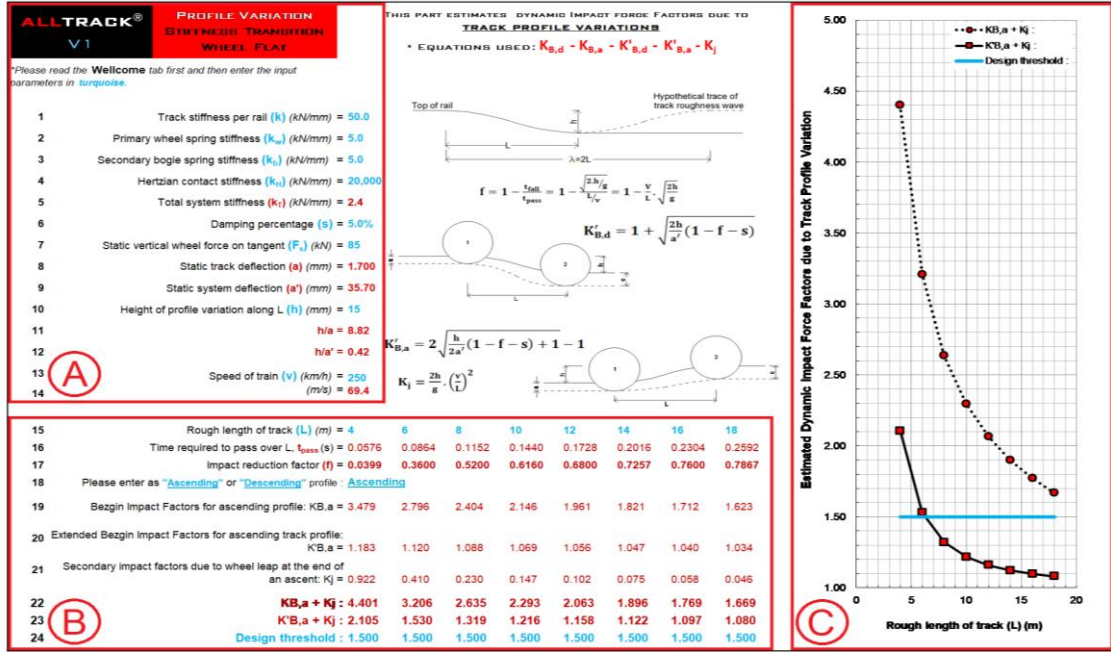 ALLTRACK®
V1
PROFILE VARIATION
STIFFNESS TRANSITION
WHEEL FLAT
*Please read the Wellcome tab first and then enter the input
parameters in turquoise.
1 Track stiffness per rail (k) (kN/mm) = 50.0
2 Primary wheel spring stiffness (kw) (kN/mm) = 5.0
3 Secondary bogie spring stiffness (kb) (kN/mm) = 5.0
4 Hertzian contact stiffness (kH) (kN/mm) = 20,000
5 Total system stiffness (kT) (kN/mm) = 2.4
6 Damping percentage (s) = 5.0%
7 Static vertical wheel force on tangent (Fs) (kN) = 85
8 Static track deflection (a) (mm) = 1.700
9 Static system deflection (a') (mm) = 35.70
10 Height of profile variation along L (h) (mm) = 15
11 h/a = 8.82
12 h/a' = 0.42
13 Speed of train (v) (km/h) = 250
14 (m/s) = 69.4
A
THIS PART ESTIMATES DYNAMIC IMPACT FORCE FACTORS DUE TO
TRACK PROFILE VARIATIONS
• EQUATIONS USED: KB,d - KB,a - K'B,d - K'B,a - Kj
Top of rail
Hypothetical trace of
track roughness wave
h
L
λ=2L
f = 1 − tfall/tpass = 1 − √(2.h/g)/(L/v) = 1 − v/L . √(2h/g)
K′B,d = 1 + √(2h/a′ (1 − f − s))
1
2
h
L
K′B,a = 2 √(h/2a′ (1 − f − s) + 1) − 1
Kj = 2h/g . (v/L)²
h
1
2
L
15 Rough length of track (L) (m) = 4 6 8 10 12 14 16 18
16 Time required to pass over L, tpass (s) = 0.0576 0.0864 0.1152 0.1440 0.1728 0.2016 0.2304 0.2592
17 Impact reduction factor (f) = 0.0399 0.3600 0.5200 0.6160 0.6800 0.7257 0.7600 0.7867
18 Please enter as "Ascending" or "Descending" profile : Ascending
19 Bezgin Impact Factors for ascending profile: KB,a = 3.479 2.796 2.404 2.146 1.961 1.821 1.712 1.623
20 Extended Bezgin Impact Factors for ascending track profile:
K'B,a = 1.183 1.120 1.088 1.069 1.056 1.047 1.040 1.034
21 Secondary impact factors due to wheel leap at the end of
an ascent: Kj = 0.922 0.410 0.230 0.147 0.102 0.075 0.058 0.046
22 KB,a + Kj : 4.401 3.206 2.635 2.293 2.063 1.896 1.769 1.669
23 K'B,a + Kj : 2.105 1.530 1.319 1.216 1.158 1.122 1.097 1.080
24 Design threshold : 1.500 1.500 1.500 1.500 1.500 1.500 1.500 1.500
B
Estimated Dynamic Impact Force Factors due to Track Profile Variation
5.00
4.50
4.00
3.50
3.00
2.50
2.00
1.50
1.00
KB,a + Kj :
K'B,a + Kj :
Design threshold :
0 5 10 15 20
Rough length of track (L) (m)
C